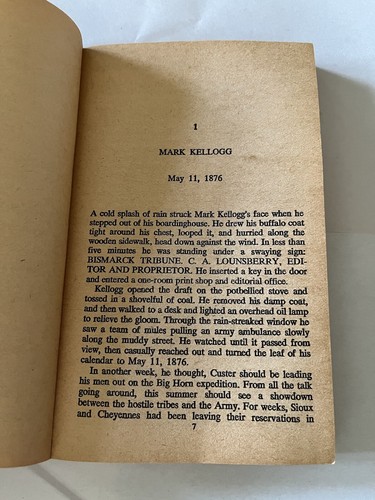 1
MARK KELLOGG
May 11, 1876
A cold splash of rain struck Mark Kellogg's face when he
stepped out of his boardinghouse. He drew his buffalo coat
tight around his chest, looped it, and hurried along the
wooden sidewalk, head down against the wind. In less than
five minutes he was standing under a swaying sign:
BISMARCK TRIBUNE. C. A. LOUNSBERRY, EDI-
TOR AND PROPRIETOR. He inserted a key in the door
and entered a one-room print shop and editorial office.
Kellogg opened the draft on the potbellied stove and
tossed in a shovelful of coal. He removed his damp coat,
and then walked to a desk and lighted an overhead oil lamp
to relieve the gloom. Through the rain-streaked window he
saw a team of mules pulling an army ambulance slowly
along the muddy street. He watched until it passed from
view, then casually reached out and turned the leaf of his
calendar to May 11, 1876.
In another week, he thought, Custer should be leading
his men out on the Big Horn expedition. From all the talk
going around, this summer should see a showdown
between the hostile tribes and the Army. For weeks, Sioux
and Cheyennes had been leaving their reservations in
7